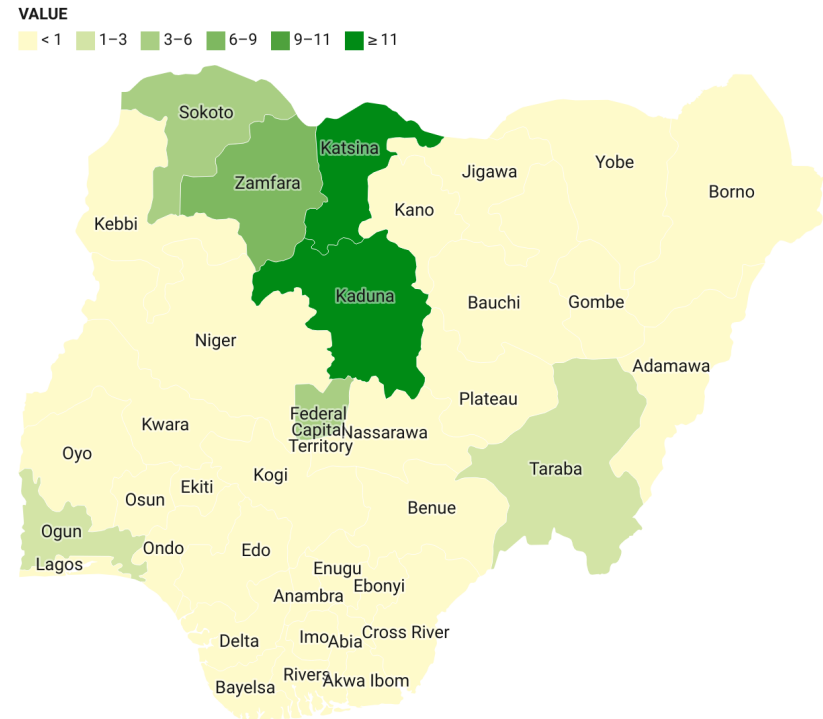 VALUE
< 1 1–3 3–6 6–9 9–11 ≥ 11
Sokoto
Katsina
Yobe
Jigawa
Zamfara
Borno
Kano
Kebbi
Kaduna
Bauchi Gombe
Niger
Adamawa
Plateau
Federal
Capital
Territory
Kwara
Nassarawa
Oyo
Taraba
Kogi
Ekiti
Osun
Benue
Ogun
Ondo
Edo
Lagos
Enugu
Ebonyi
Anambra
Cross River
Imo
Abia
Delta
Rivers
Akwa Ibom
Bayelsa